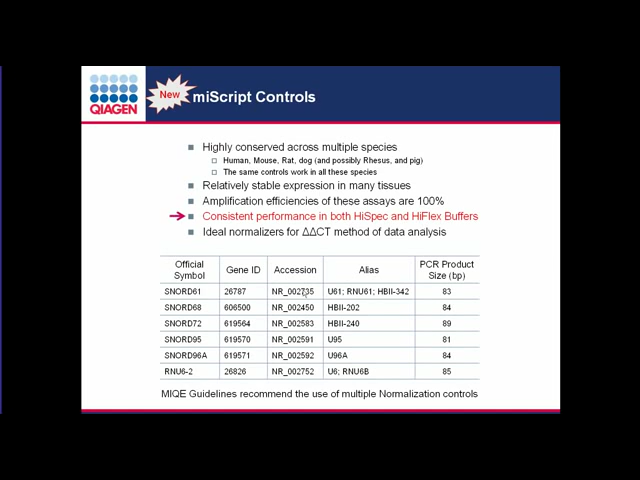 QIAGEN
New
miScript Controls
Highly conserved across multiple species
Human, Mouse, Rat, dog (and possibly Rhesus, and pig)
The same controls work in all these species
Relatively stable expression in many tissues
Amplification efficiencies of these assays are 100%
Consistent performance in both HiSpec and HiFlex Buffers
Ideal normalizers for ΔΔCT method of data analysis
Official Symbol Gene ID Accession Alias PCR Product Size (bp)
SNORD61 26787 NR_002735 U61; RNU61; HBII-342 83
SNORD68 606500 NR_002450 HBII-202 84
SNORD72 619564 NR_002583 HBII-240 89
SNORD95 619570 NR_002591 U95 81
SNORD96A 619571 NR_002592 U96A 84
RNU6-2 26826 NR_002752 U6; RNU6B 85
MIQE Guidelines recommend the use of multiple Normalization controls